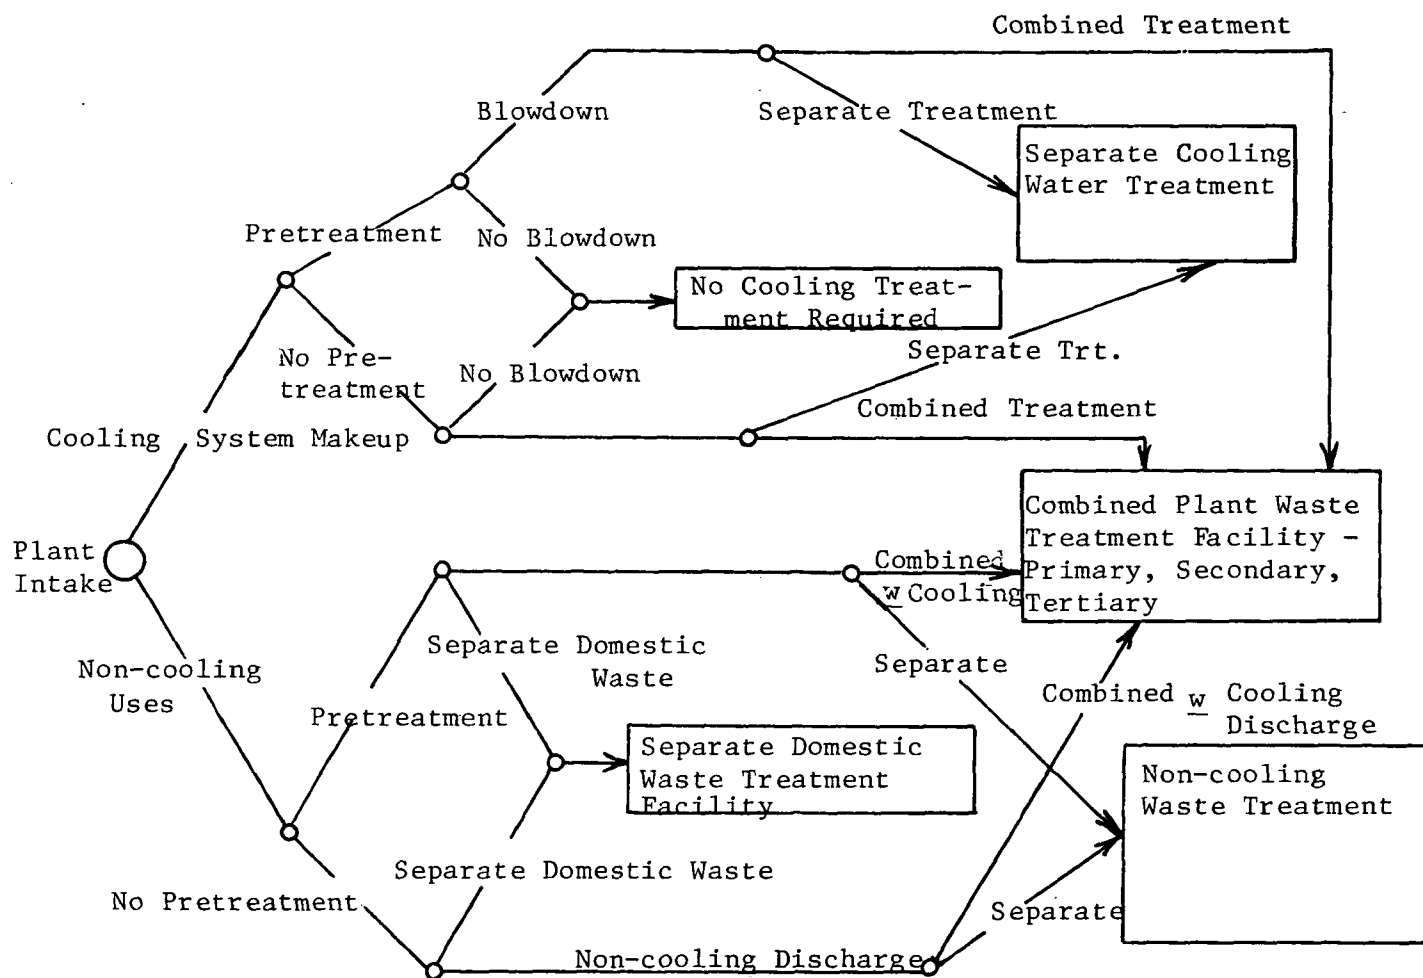 Combined Treatment
Blowdown
Separate Treatment
Separate Cooling
Water Treatment
Pretreatment
No Blowdown
No Cooling Treat-
ment Required
No Pre-
treatment
No Blowdown
Separate Trt.
Combined Treatment
Cooling System Makeup
Plant
Intake
Combined Plant Waste
Treatment Facility -
Primary, Secondary,
Tertiary
Combined
w Cooling
Separate Domestic
Waste
Separate
Non-cooling
Uses
Pretreatment
Combined w Cooling
Discharge
Separate Domestic
Waste Treatment
Facility
Non-cooling
Waste Treatment
Separate Domestic Waste
No Pretreatment
Separate
Non-cooling Discharge